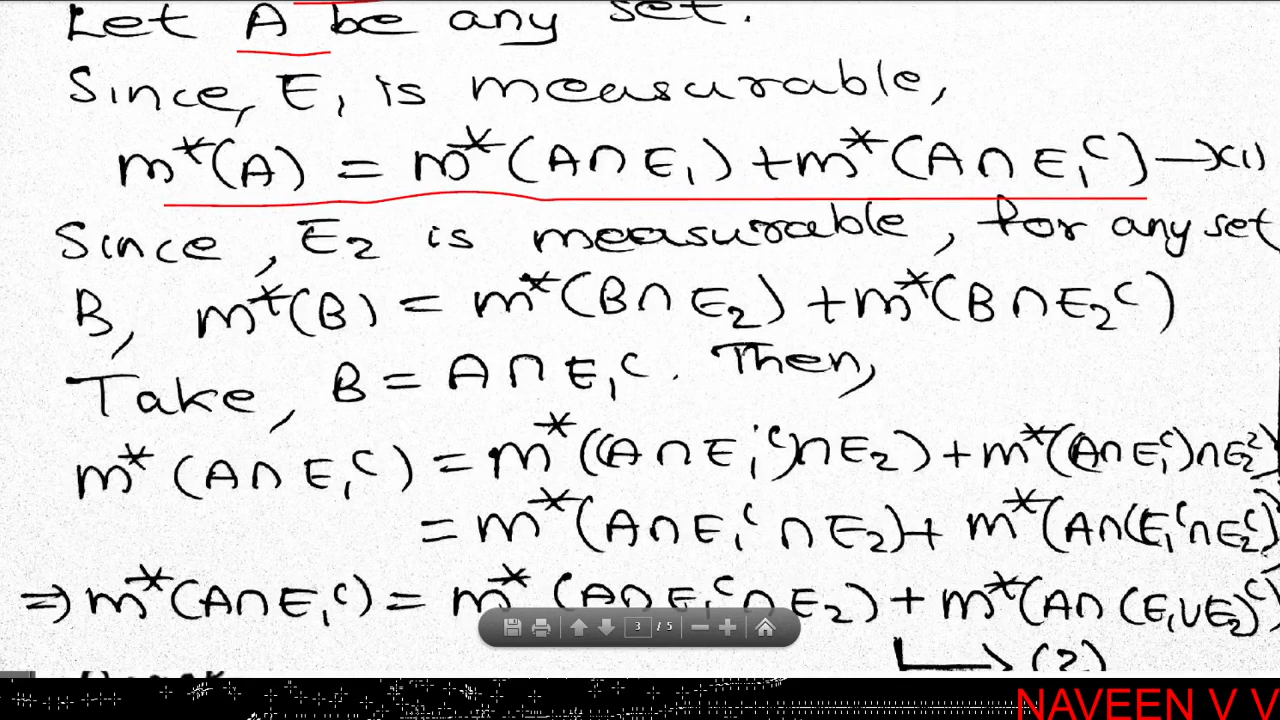 Let A be any set.
Since, E₁ is measurable,
m*(A) = m*(A∩E₁) + m*(A∩E₁ᶜ) → (1)
Since, E₂ is measurable, for any set
B, m*(B) = m*(B∩E₂) + m*(B∩E₂ᶜ)
Take, B = A∩E₁ᶜ. Then,
m*(A∩E₁ᶜ) = m*((A∩E₁ᶜ)∩E₂) + m*((A∩E₁ᶜ)∩E₂ᶜ)
= m*(A∩E₁ᶜ∩E₂) + m*(A∩(E₁ᶜ∩E₂ᶜ))
⇒ m*(A∩E₁ᶜ) = m*(A∩E₁ᶜ∩E₂) + m*(A∩(E₁∪E₂)ᶜ)
→ (2)
3 / 5
NAVEEN V V